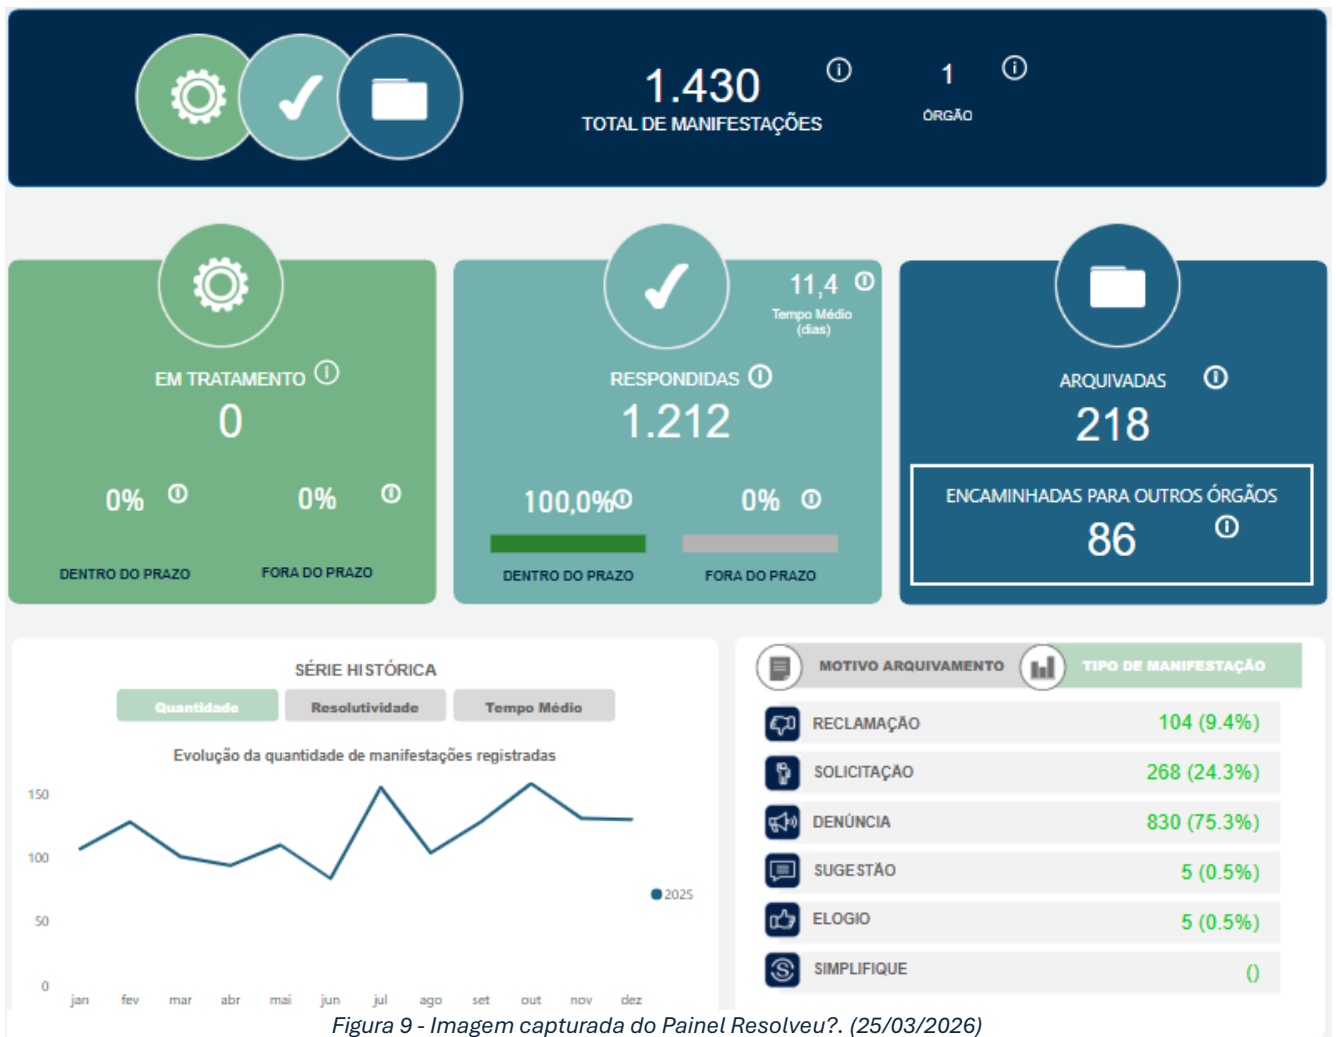 1.430
TOTAL DE MANIFESTAÇÕES
1
ÓRGÃO
EM TRATAMENTO
0
0%
0%
DENTRO DO PRAZO
FORA DO PRAZO
11,4
Tempo Médio
(dias)
RESPONDIDAS
1.212
100,0%
0%
DENTRO DO PRAZO
FORA DO PRAZO
ARQUIVADAS
218
ENCAMINHADAS PARA OUTROS ÓRGÃOS
86
SÉRIE HISTÓRICA
Quantidade
Resolutividade
Tempo Médio
Evolução da quantidade de manifestações registradas
150
100
50
0
jan fev mar abr mai jun jul ago set out nov dez
2025
MOTIVO ARQUIVAMENTO
TIPO DE MANIFESTAÇÃO
RECLAMAÇÃO 104 (9.4%)
SOLICITAÇÃO 268 (24.3%)
DENÚNCIA 830 (75.3%)
SUGESTÃO 5 (0.5%)
ELOGIO 5 (0.5%)
SIMPLIFIQUE ()
Figura 9 - Imagem capturada do Painel Resolveu?. (25/03/2026)